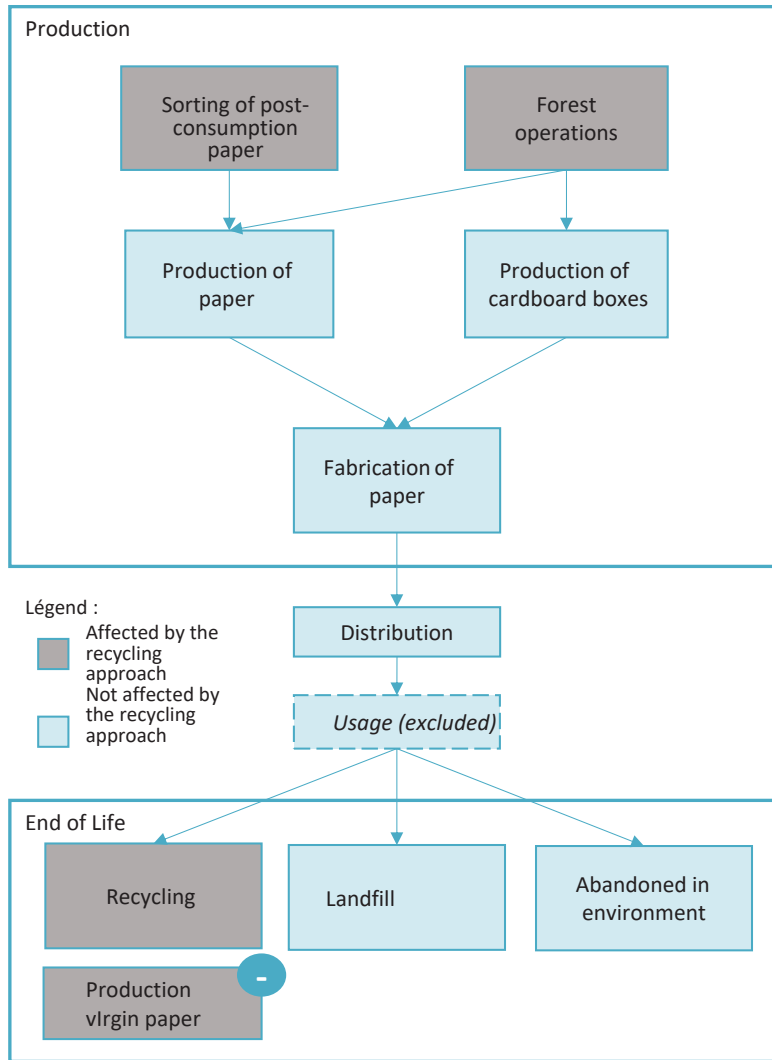 Production
Sorting of post-
consumption
paper
Forest
operations
Production of
paper
Production of
cardboard boxes
Fabrication of
paper
Légend :
Affected by the
recycling
approach
Not affected by
the recycling
approach
Distribution
Usage (excluded)
End of Life
Recycling
Landfill
Abandoned in
environment
-
Production
vIrgin paper